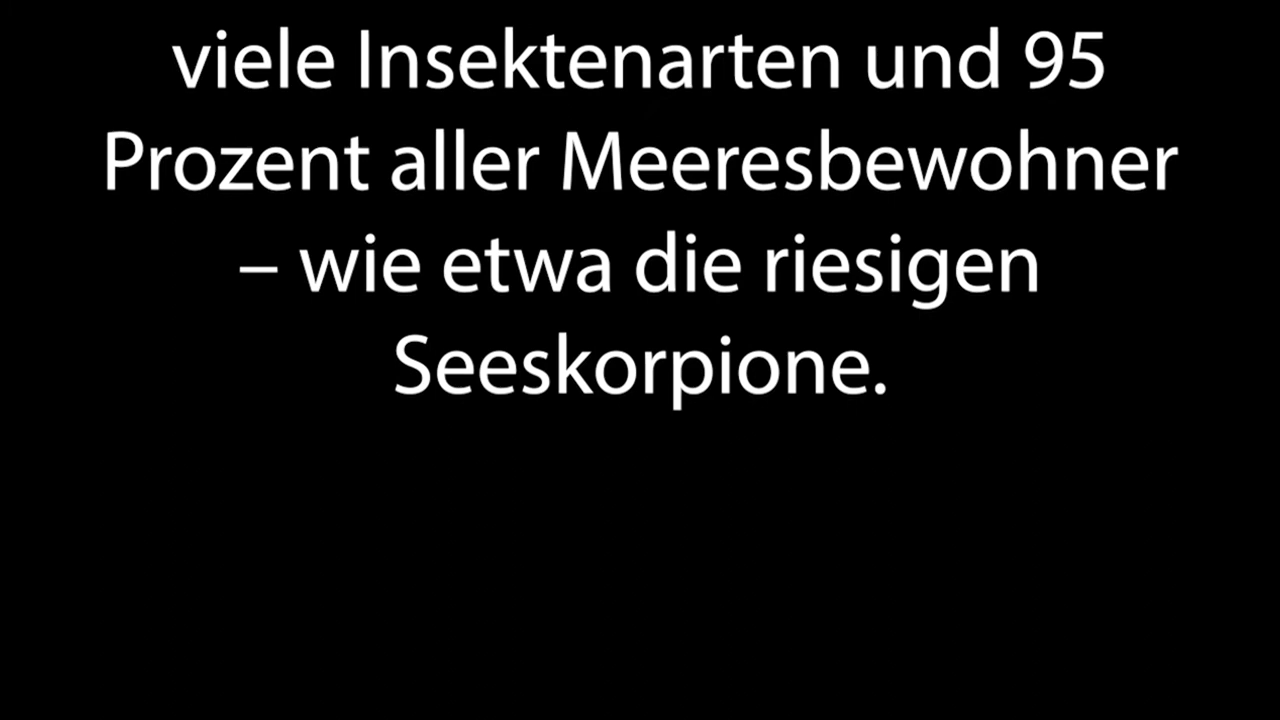 viele Insektenarten und 95
Prozent aller Meeresbewohner
– wie etwa die riesigen
Seeskorpione.